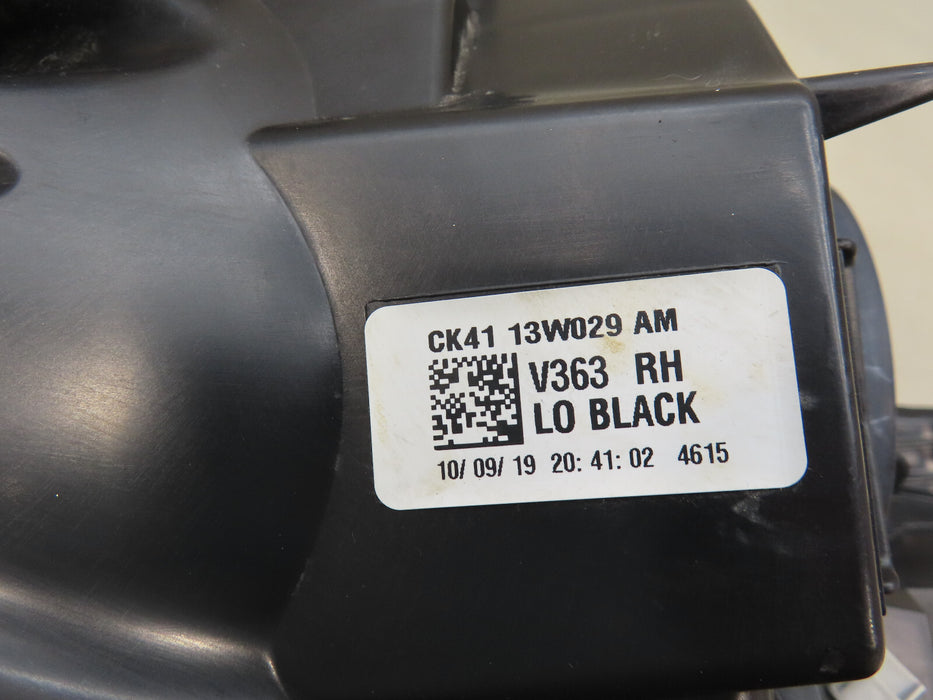 CK41 13W029 AM
V363 RH
LO BLACK
10/ 09/ 19 20: 41: 02 4615